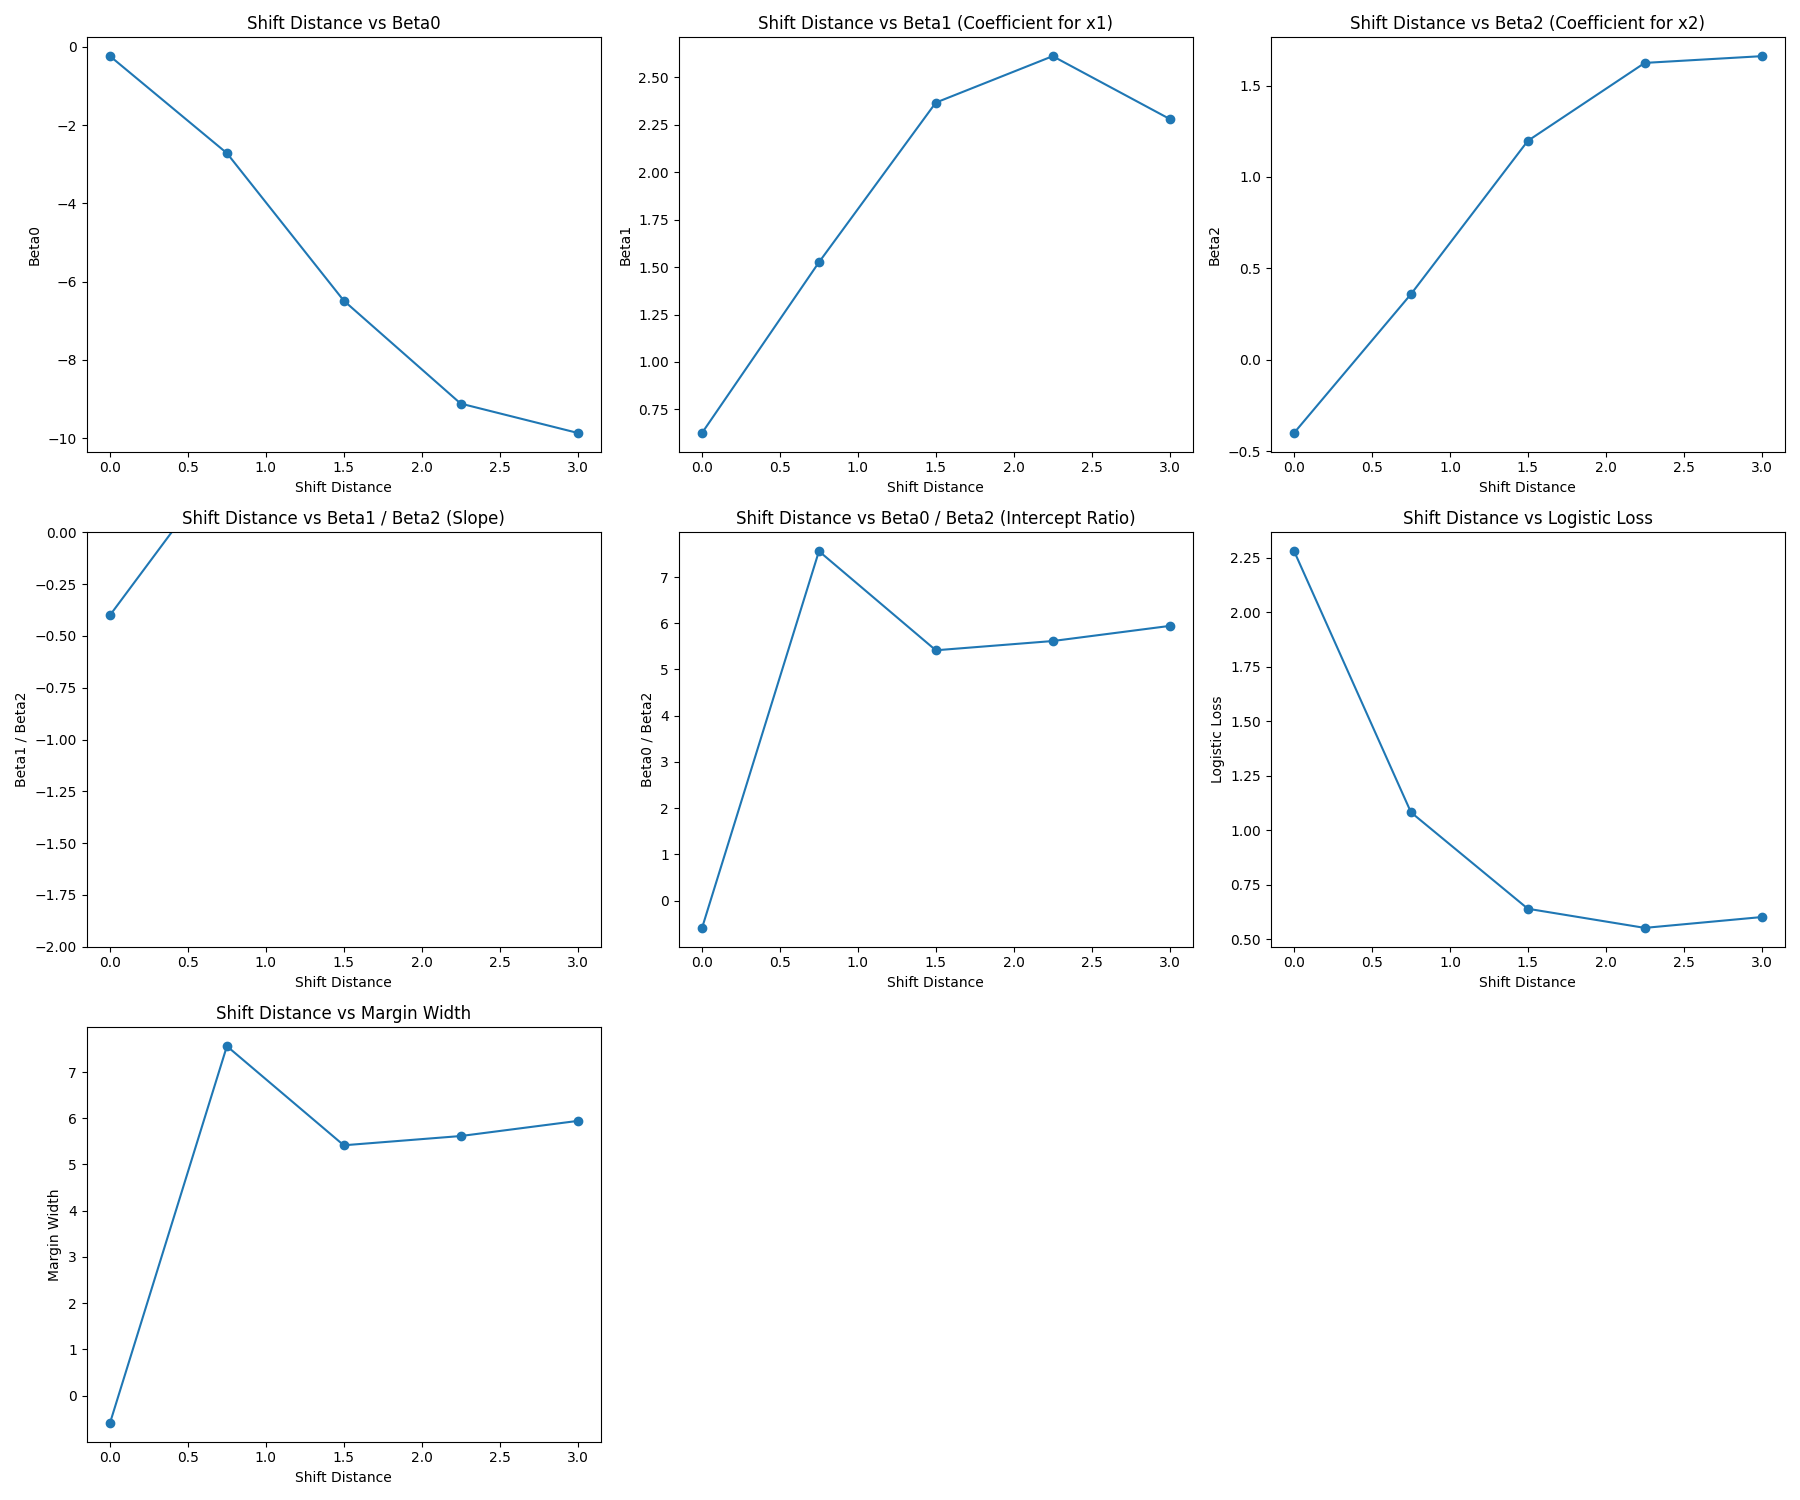 Shift Distance vs Beta0
Beta0
0
−2
−4
−6
−8
−10
0.0 0.5 1.0 1.5 2.0 2.5 3.0
Shift Distance
Shift Distance vs Beta1 (Coefficient for x1)
Beta1
2.50
2.25
2.00
1.75
1.50
1.25
1.00
0.75
0.0 0.5 1.0 1.5 2.0 2.5 3.0
Shift Distance
Shift Distance vs Beta2 (Coefficient for x2)
Beta2
1.5
1.0
0.5
0.0
−0.5
0.0 0.5 1.0 1.5 2.0 2.5 3.0
Shift Distance
Shift Distance vs Beta1 / Beta2 (Slope)
Beta1 / Beta2
0.00
−0.25
−0.50
−0.75
−1.00
−1.25
−1.50
−1.75
−2.00
0.0 0.5 1.0 1.5 2.0 2.5 3.0
Shift Distance
Shift Distance vs Beta0 / Beta2 (Intercept Ratio)
Beta0 / Beta2
7
6
5
4
3
2
1
0
0.0 0.5 1.0 1.5 2.0 2.5 3.0
Shift Distance
Shift Distance vs Logistic Loss
Logistic Loss
2.25
2.00
1.75
1.50
1.25
1.00
0.75
0.50
0.0 0.5 1.0 1.5 2.0 2.5 3.0
Shift Distance
Shift Distance vs Margin Width
Margin Width
7
6
5
4
3
2
1
0
0.0 0.5 1.0 1.5 2.0 2.5 3.0
Shift Distance